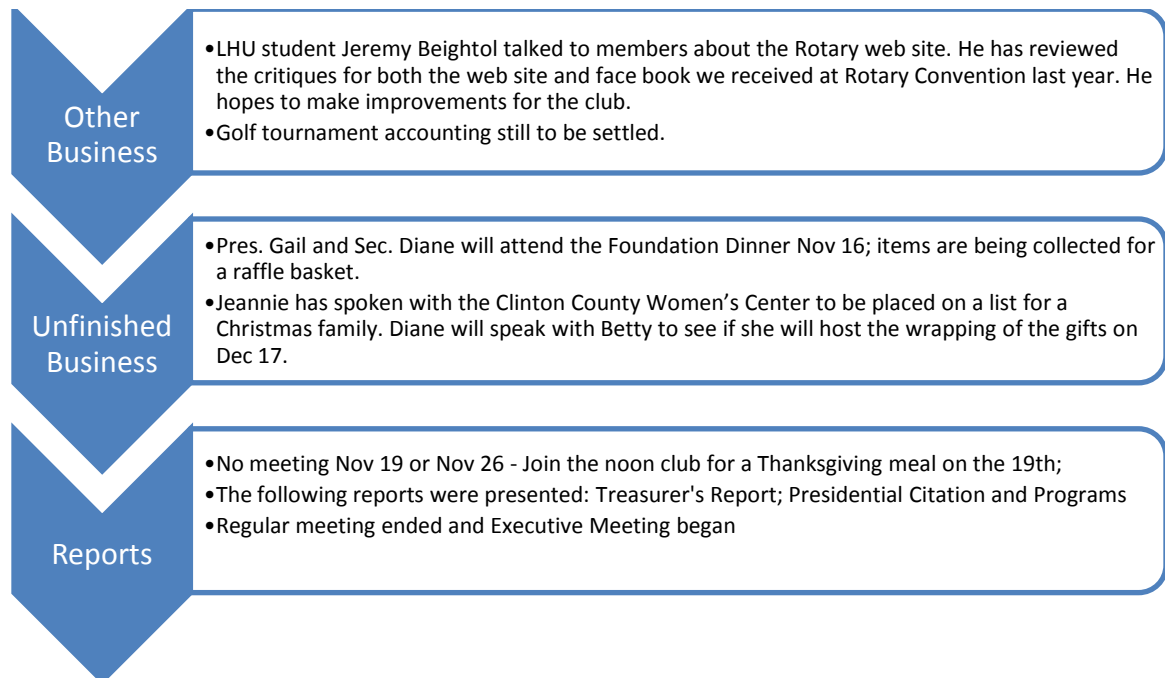 Other
Business
•LHU student Jeremy Beightol talked to members about the Rotary web site. He has reviewed
the critiques for both the web site and face book we received at Rotary Convention last year. He
hopes to make improvements for the club.
•Golf tournament accounting still to be settled.
Unfinished
Business
•Pres. Gail and Sec. Diane will attend the Foundation Dinner Nov 16; items are being collected for
a raffle basket.
•Jeannie has spoken with the Clinton County Women’s Center to be placed on a list for a
Christmas family. Diane will speak with Betty to see if she will host the wrapping of the gifts on
Dec 17.
Reports
•No meeting Nov 19 or Nov 26 - Join the noon club for a Thanksgiving meal on the 19th;
•The following reports were presented: Treasurer's Report; Presidential Citation and Programs
•Regular meeting ended and Executive Meeting began